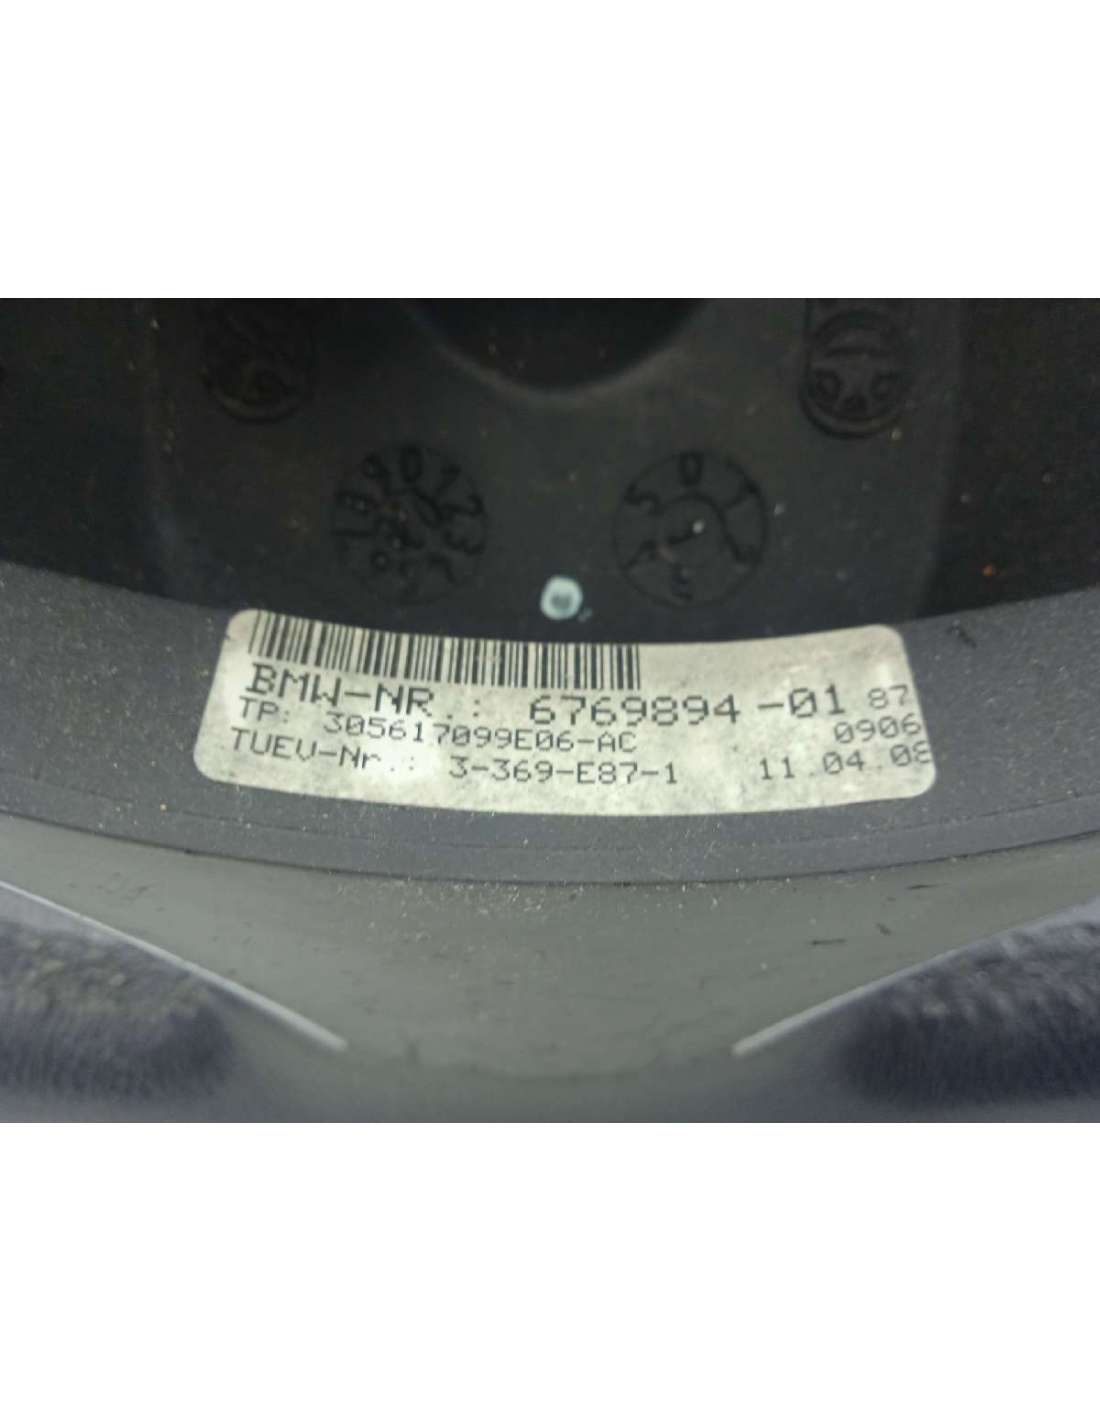 BMW-NR.: 6769894-01 87
TP: 305617099E06-AC 0906
TUEV-Nr.: 3-369-E87-1 11.04.08